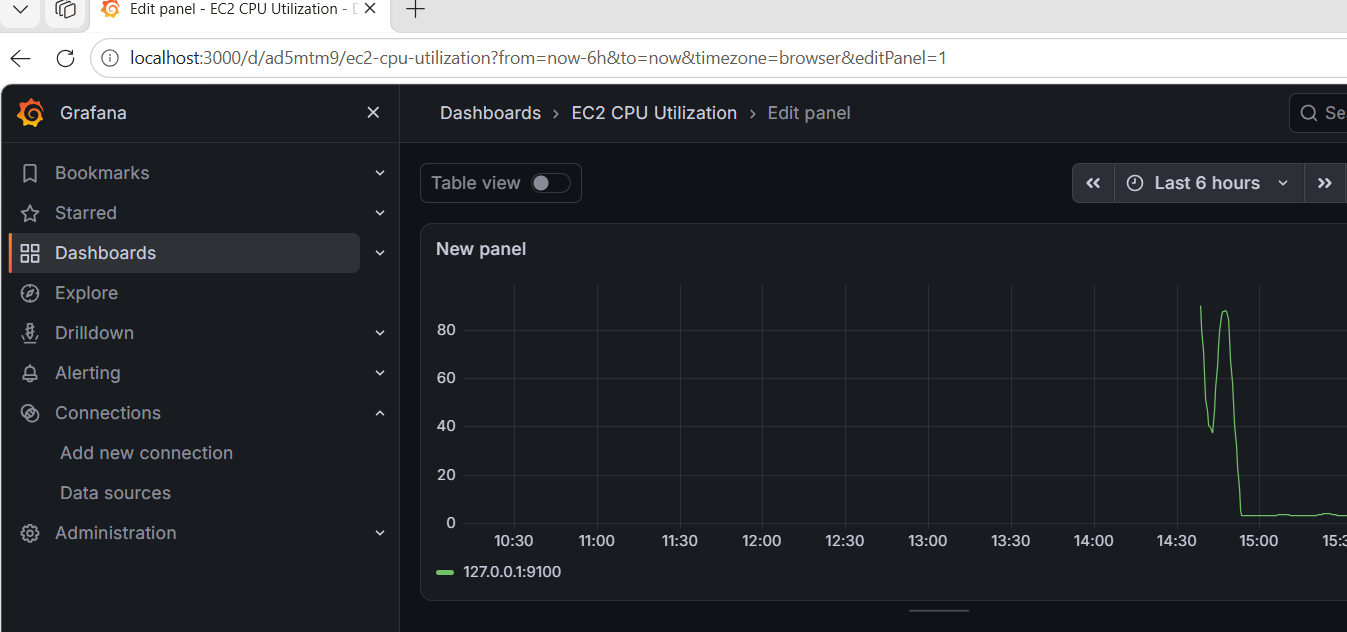 Edit panel - EC2 CPU Utilization -
localhost:3000/d/ad5mtm9/ec2-cpu-utilization?from=now-6h&to=now&timezone=browser&editPanel=1
Grafana
Dashboards › EC2 CPU Utilization › Edit panel
Se
Bookmarks
Starred
Dashboards
Explore
Drilldown
Alerting
Connections
Add new connection
Data sources
Administration
Table view
Last 6 hours
New panel
80
60
40
20
0
10:30 11:00 11:30 12:00 12:30 13:00 13:30 14:00 14:30 15:00 15:3
127.0.0.1:9100